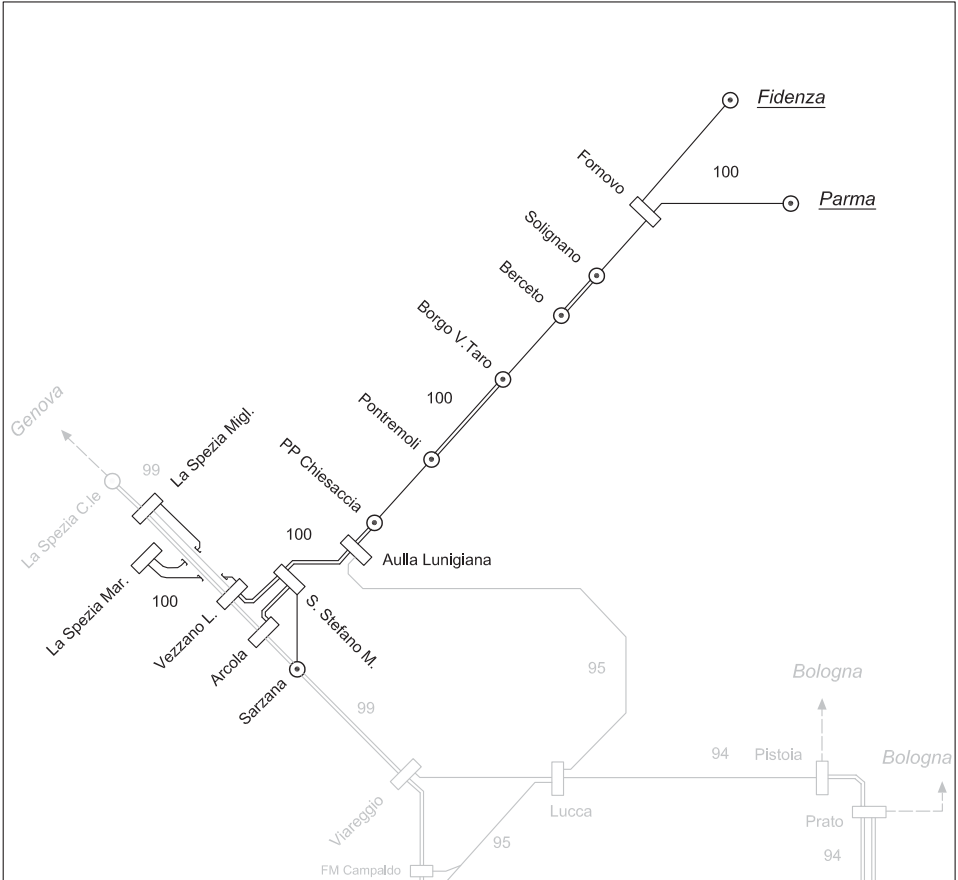 Fidenza
Fornovo
100
Parma
Solignano
Berceto
Borgo V.Taro
100
Pontremoli
Genova
La Spezia Migl.
PP Chiesaccia
99
La Spezia C.le
100
Aulla Lunigiana
La Spezia Mar.
100
Vezzano L.
S. Stefano M.
Arcola
Sarzana
95
99
Bologna
94
Pistoia
Bologna
Viareggio
Lucca
Prato
95
94
FM Campaldo